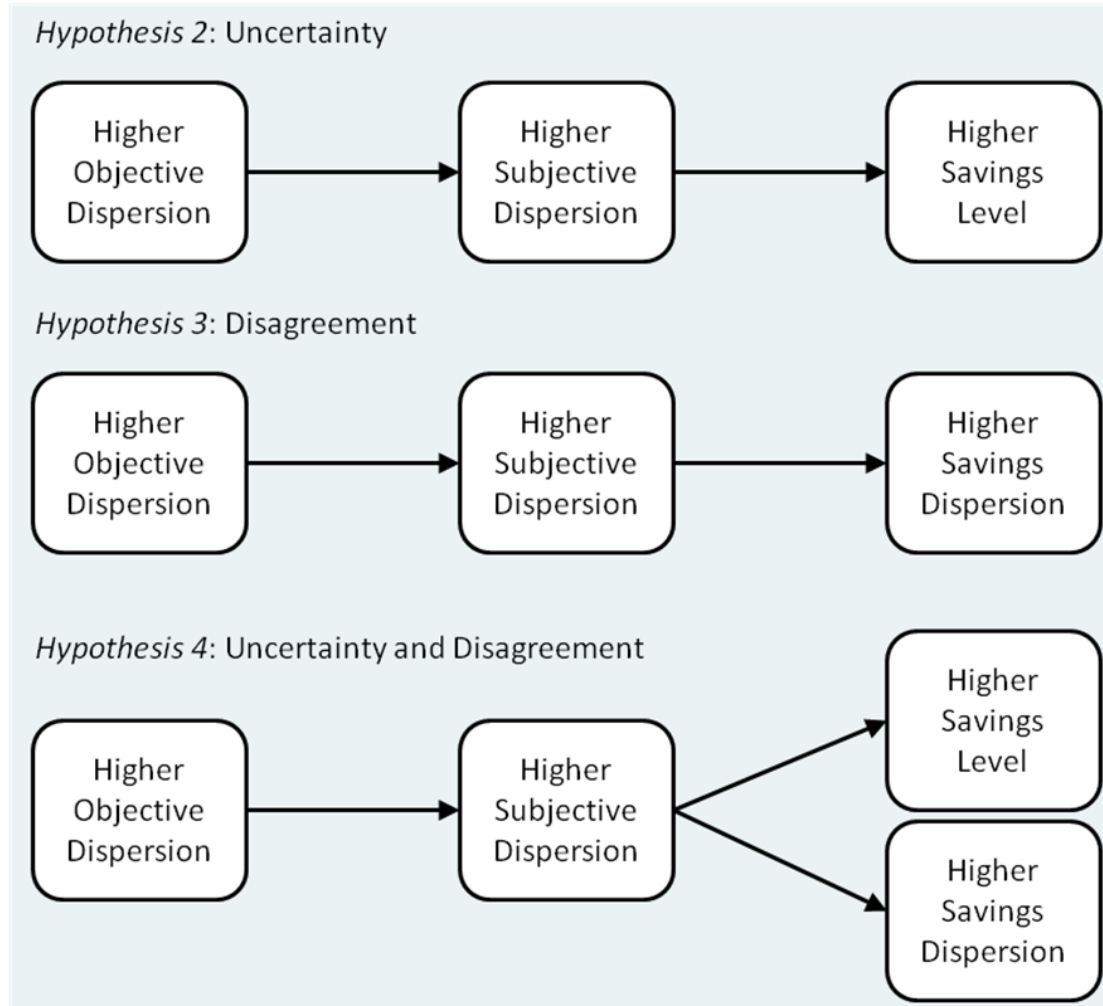 Hypothesis 2: Uncertainty
Higher
Objective
Dispersion
Higher
Subjective
Dispersion
Higher
Savings
Level
Hypothesis 3: Disagreement
Higher
Objective
Dispersion
Higher
Subjective
Dispersion
Higher
Savings
Dispersion
Hypothesis 4: Uncertainty and Disagreement
Higher
Objective
Dispersion
Higher
Subjective
Dispersion
Higher
Savings
Level
Higher
Savings
Dispersion